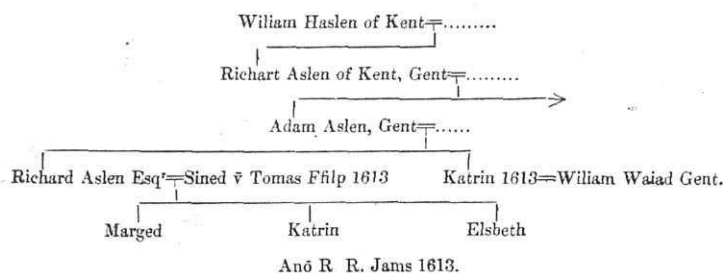 Wiliam Haslen of Kent=.........
Richart Aslen of Kent, Gent=.........
Adam Aslen, Gent=......
Richard Aslen Esqr=Sined ṽ Tomas Ffilp 1613 Katrin 1613=Wiliam Waiad Gent.
Marged Katrin Elsbeth
Anõ R R. Jams 1613.